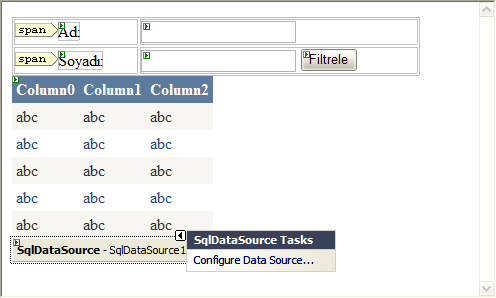 span Adı
span Soyadı Filtrele
Column0 Column1 Column2
abc abc abc
abc abc abc
abc abc abc
abc abc abc
abc abc abc
SqlDataSource - SqlDataSource1
SqlDataSource Tasks
Configure Data Source...